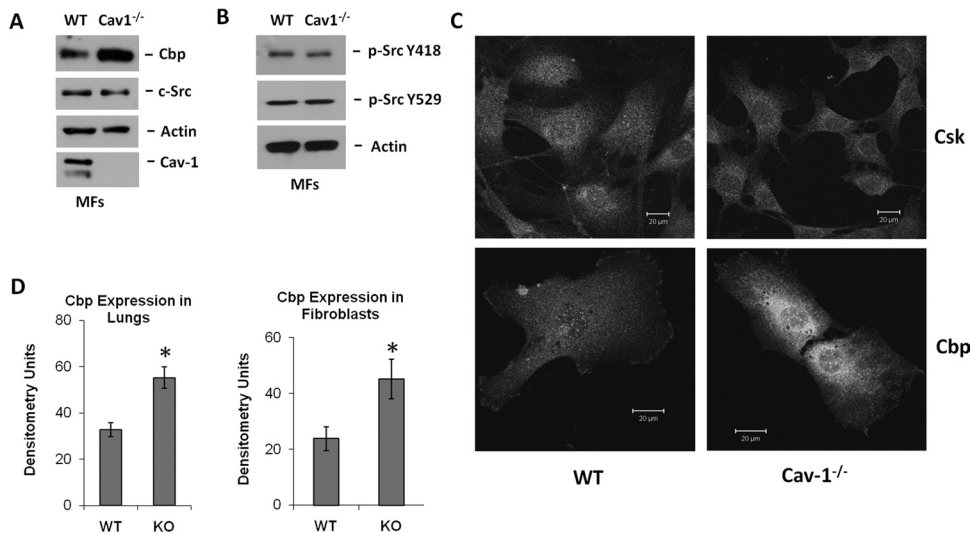 A
WT Cav1-/-
Cbp
c-Src
Actin
Cav-1
MFs
B
WT Cav1-/-
p-Src Y418
p-Src Y529
Actin
MFs
C
20 µm
20 µm
Csk
20 µm
20 µm
Cbp
WT
Cav-1-/-
D
Cbp Expression in
Lungs
Densitometry Units
80
60
40
20
0
*
WT
KO
Cbp Expression in
Fibroblasts
Densitometry Units
60
40
20
0
*
WT
KO